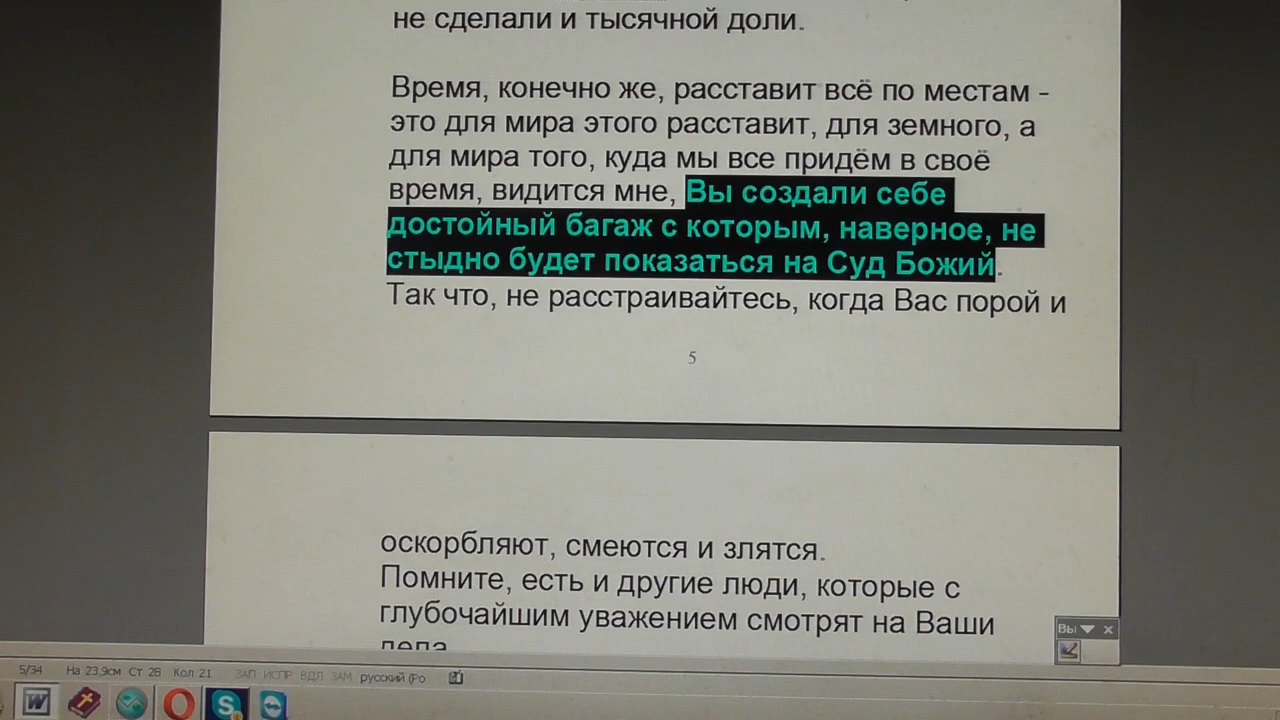 не сделали и тысячной доли.
Время, конечно же, расставит всё по местам -
это для мира этого расставит, для земного, а
для мира того, куда мы все придём в своё
время, видится мне, Вы создали себе
достойный багаж с которым, наверное, не
стыдно будет показаться на Суд Божий.
Так что, не расстраивайтесь, когда Вас порой и
5
оскорбляют, смеются и злятся.
Помните, есть и другие люди, которые с
глубочайшим уважением смотрят на Ваши
дела
Вы
5/34 На 23,9см Ст 28 Кол 21 ЗАП ИСПР ВДЛ ЗАМ русский (Ро
W S